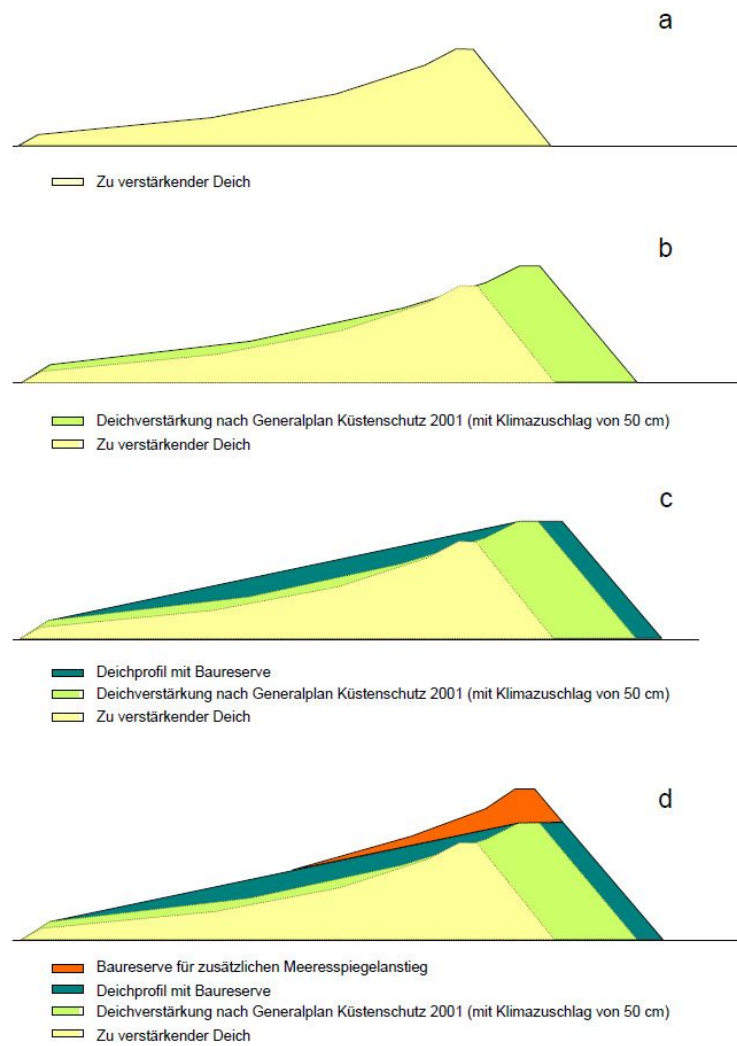 a
Zu verstärkender Deich
b
Deichverstärkung nach Generalplan Küstenschutz 2001 (mit Klimazuschlag von 50 cm)
Zu verstärkender Deich
c
Deichprofil mit Baureserve
Deichverstärkung nach Generalplan Küstenschutz 2001 (mit Klimazuschlag von 50 cm)
Zu verstärkender Deich
d
Baureserve für zusätzlichen Meeresspiegelanstieg
Deichprofil mit Baureserve
Deichverstärkung nach Generalplan Küstenschutz 2001 (mit Klimazuschlag von 50 cm)
Zu verstärkender Deich